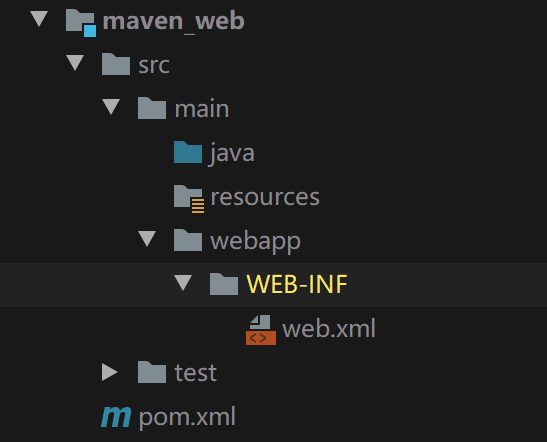 maven_web
src
main
java
resources
webapp
WEB-INF
web.xml
test
pom.xml